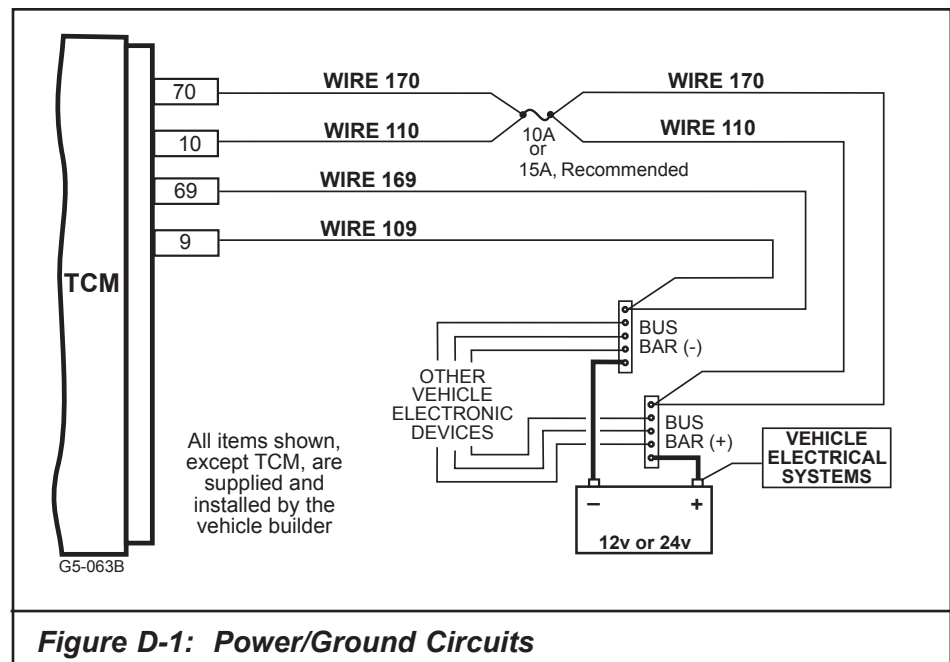 70
WIRE 170
WIRE 170
10
WIRE 110
10A
or
15A, Recommended
WIRE 110
69
WIRE 169
9
WIRE 109
TCM
BUS
BAR (-)
OTHER
VEHICLE
ELECTRONIC
DEVICES
BUS
BAR (+)
VEHICLE
ELECTRICAL
SYSTEMS
All items shown,
except TCM, are
supplied and
installed by the
vehicle builder
– +
12v or 24v
G5-063B
Figure D-1: Power/Ground Circuits